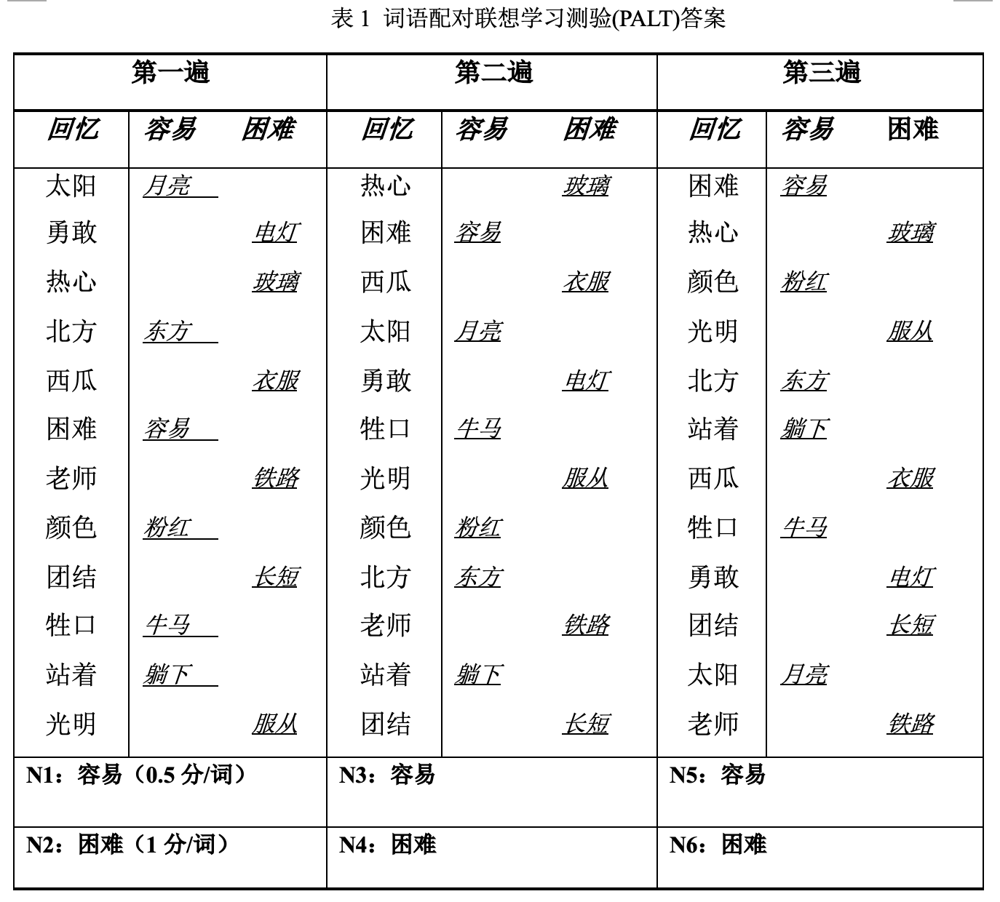 表 1 词语配对联想学习测验(PALT)答案
第一遍 第二遍 第三遍
回忆 容易 困难 回忆 容易 困难 回忆 容易 困难
太阳 月亮 热心 玻璃 困难 容易
勇敢 电灯 困难 容易 热心 玻璃
热心 玻璃 西瓜 衣服 颜色 粉红
北方 东方 太阳 月亮 光明 服从
西瓜 衣服 勇敢 电灯 北方 东方
困难 容易 牲口 牛马 站着 躺下
老师 铁路 光明 服从 西瓜 衣服
颜色 粉红 颜色 粉红 牲口 牛马
团结 长短 北方 东方 勇敢 电灯
牲口 牛马 老师 铁路 团结 长短
站着 躺下 站着 躺下 太阳 月亮
光明 服从 团结 长短 老师 铁路
N1：容易（0.5 分/词） N3：容易 N5：容易
N2：困难（1 分/词） N4：困难 N6：困难